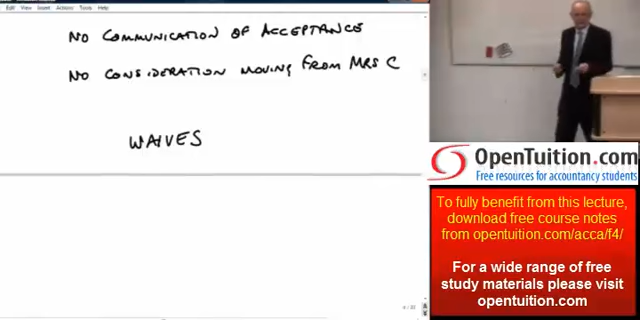 NO COMMUNICATION OF ACCEPTANCE
NO CONSIDERATION MOVING FROM MRS C
WAIVES
OpenTuition.com
Free resources for accountancy students
To fully benefit from this lecture,
download free course notes
from opentuition.com/acca/f4/
For a wide range of free
study materials please visit
opentuition.com